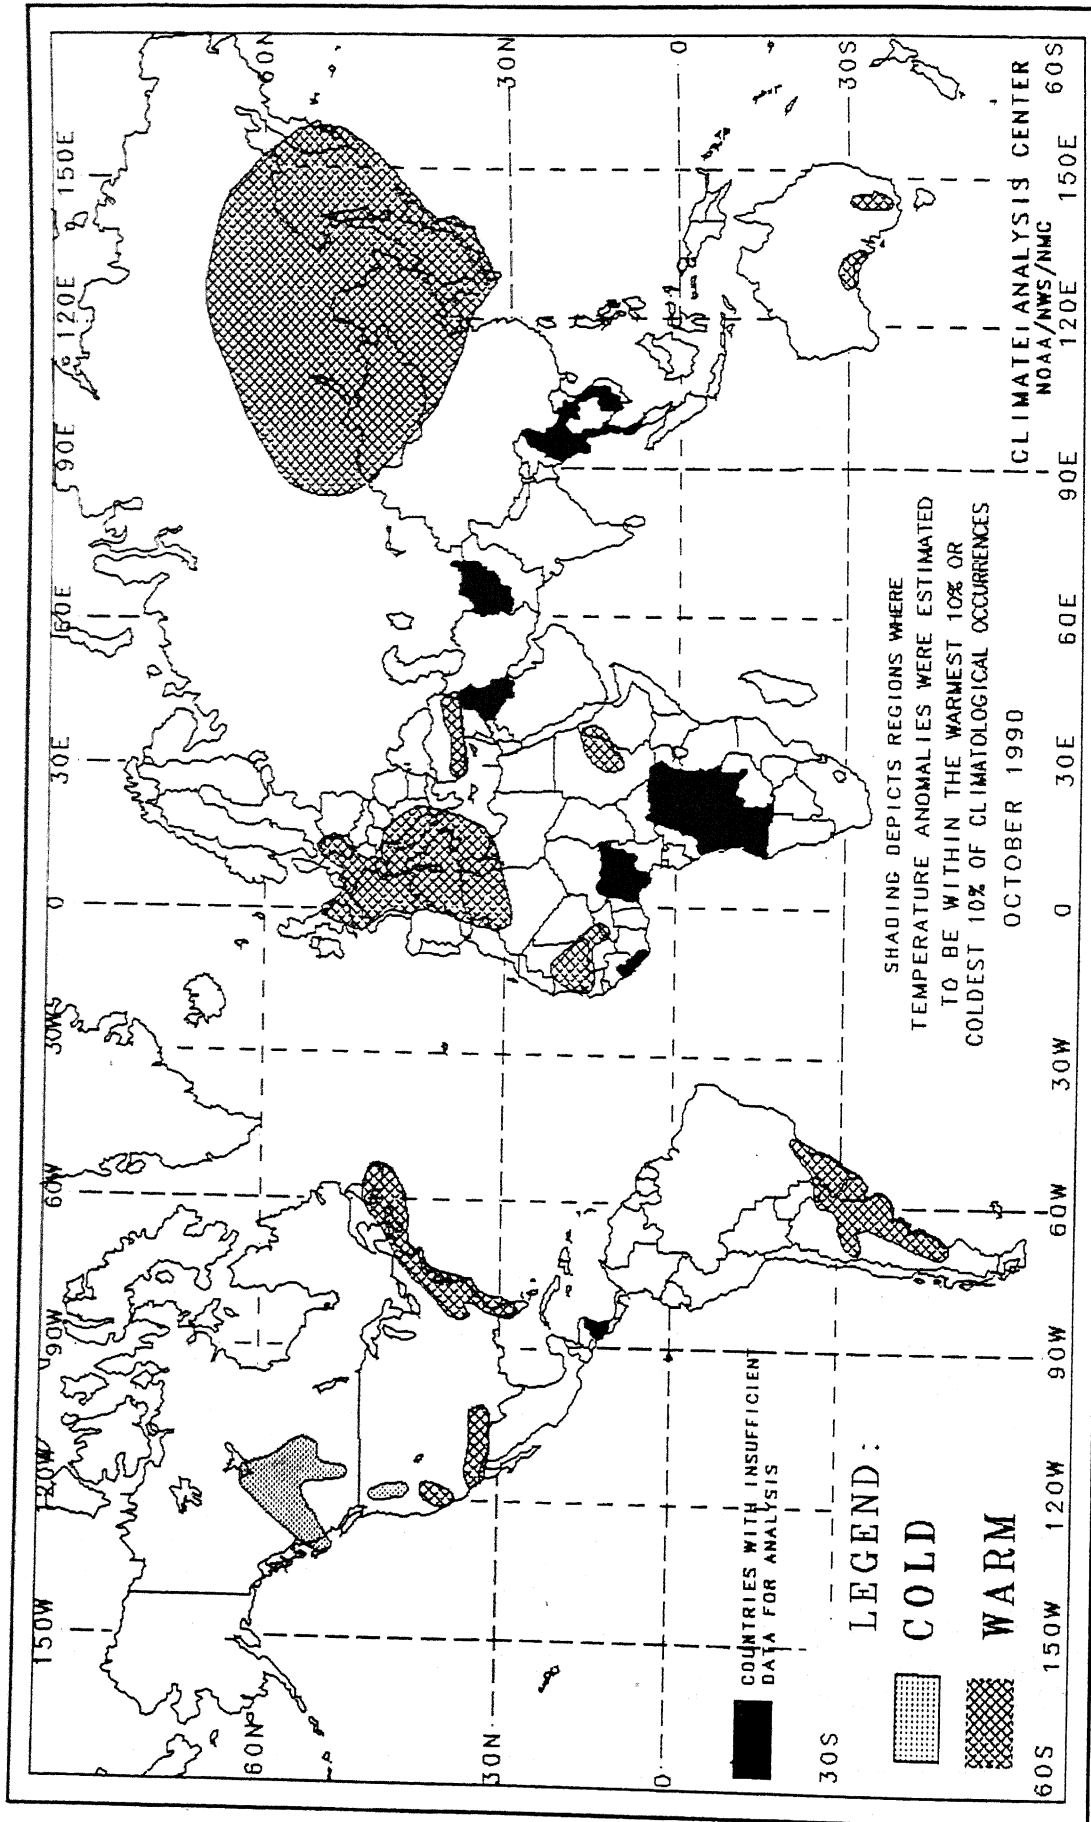 150W
120W
90W
60W
30W
0
30E
60E
90E
120E
150E
60N
60N
30N
30N
0
0
30S
30S
60S
60S
150W
120W
90W
60W
30W
0
30E
60E
90E
120E
150E
COUNTRIES WITH INSUFFICIENT
DATA FOR ANALYSIS
LEGEND:
COLD
WARM
SHADING DEPICTS REGIONS WHERE
TEMPERATURE ANOMALIES WERE ESTIMATED
TO BE WITHIN THE WARMEST 10% OR
COLDEST 10% OF CLIMATOLOGICAL OCCURRENCES
OCTOBER 1990
CLIMATE ANALYSIS CENTER
NOAA/NWS/NMC